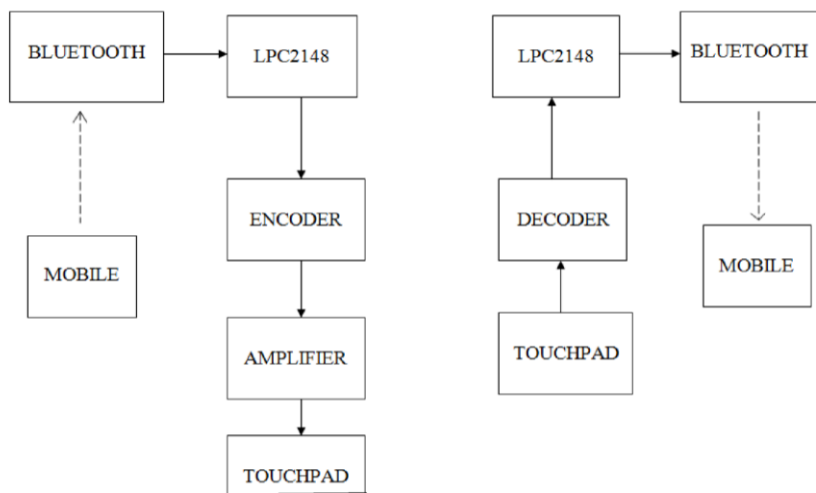 BLUETOOTH
LPC2148
ENCODER
MOBILE
AMPLIFIER
TOUCHPAD
LPC2148
BLUETOOTH
DECODER
MOBILE
TOUCHPAD